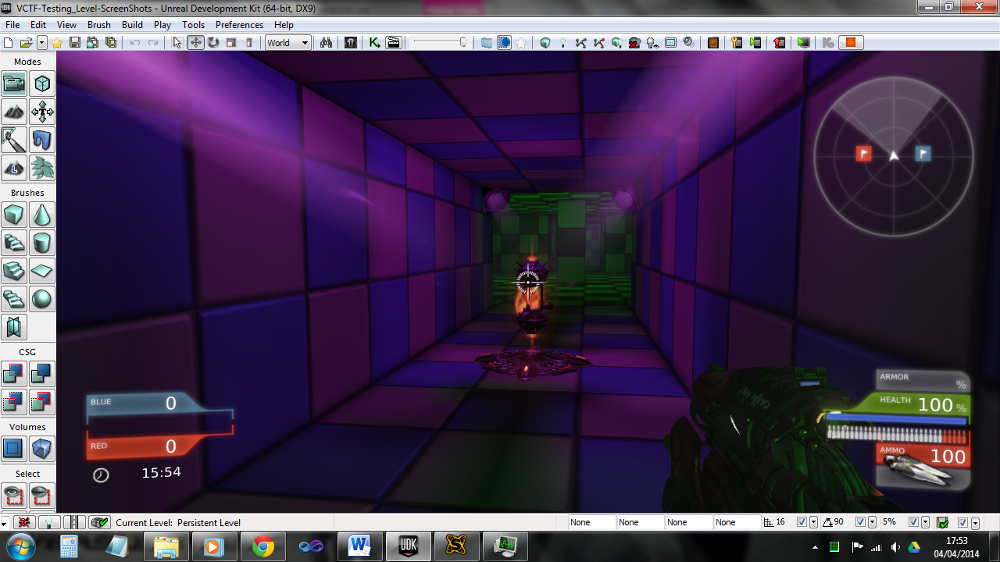 UDK VCTF-Testing_Level-ScreenShots - Unreal Development Kit (64-bit, DX9)
File Edit View Brush Build Play Tools Preferences Help
World
Modes
L
Brushes
CSG
Volumes
Select
BLUE 0
RED 0
15:54
ARMOR %
HEALTH 100 %
AMMO 100
Current Level: Persistent Level
None None None None 16 90 5%
W UDK
17:53
04/04/2014